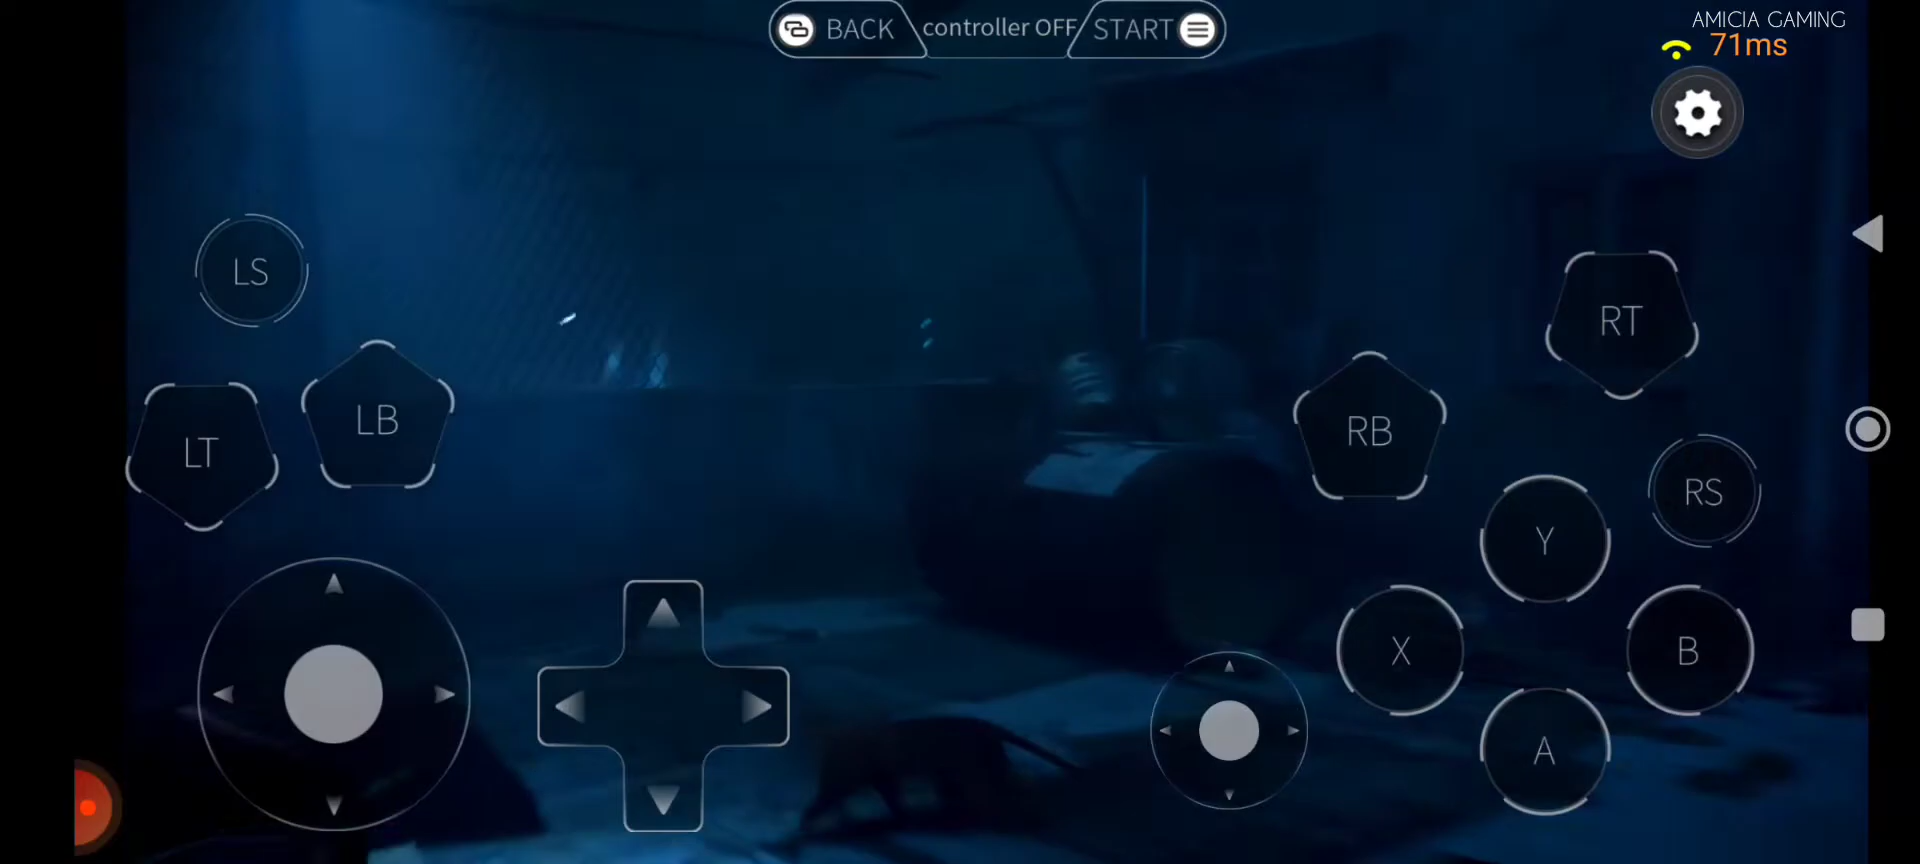 BACK controller OFF START
AMICIA GAMING
71ms
LS
RT
LB
LT
RB
RS
Y
X
B
A